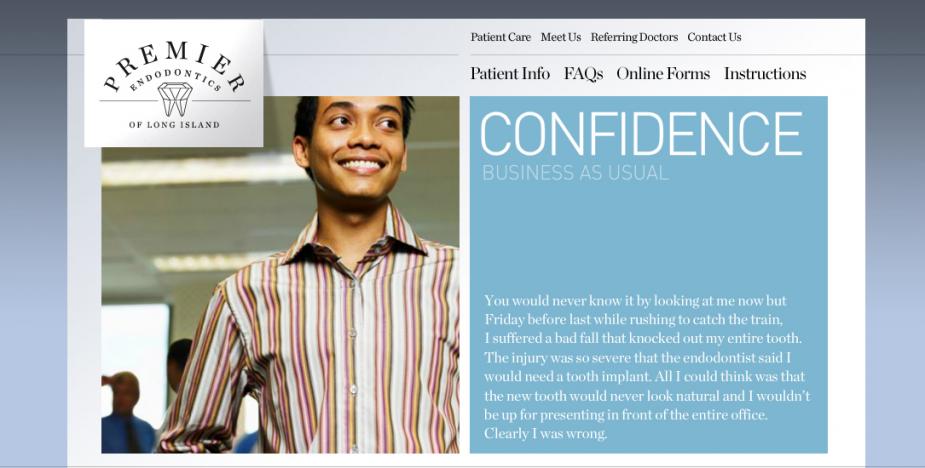 PREMIER
ENDODONTICS
OF LONG ISLAND
Patient Care Meet Us Referring Doctors Contact Us
Patient Info FAQs Online Forms Instructions
CONFIDENCE
BUSINESS AS USUAL
You would never know it by looking at me now but
Friday before last while rushing to catch the train,
I suffered a bad fall that knocked out my entire tooth.
The injury was so severe that the endodontist said I
would need a tooth implant. All I could think was that
the new tooth would never look natural and I wouldn't
be up for presenting in front of the entire office.
Clearly I was wrong.